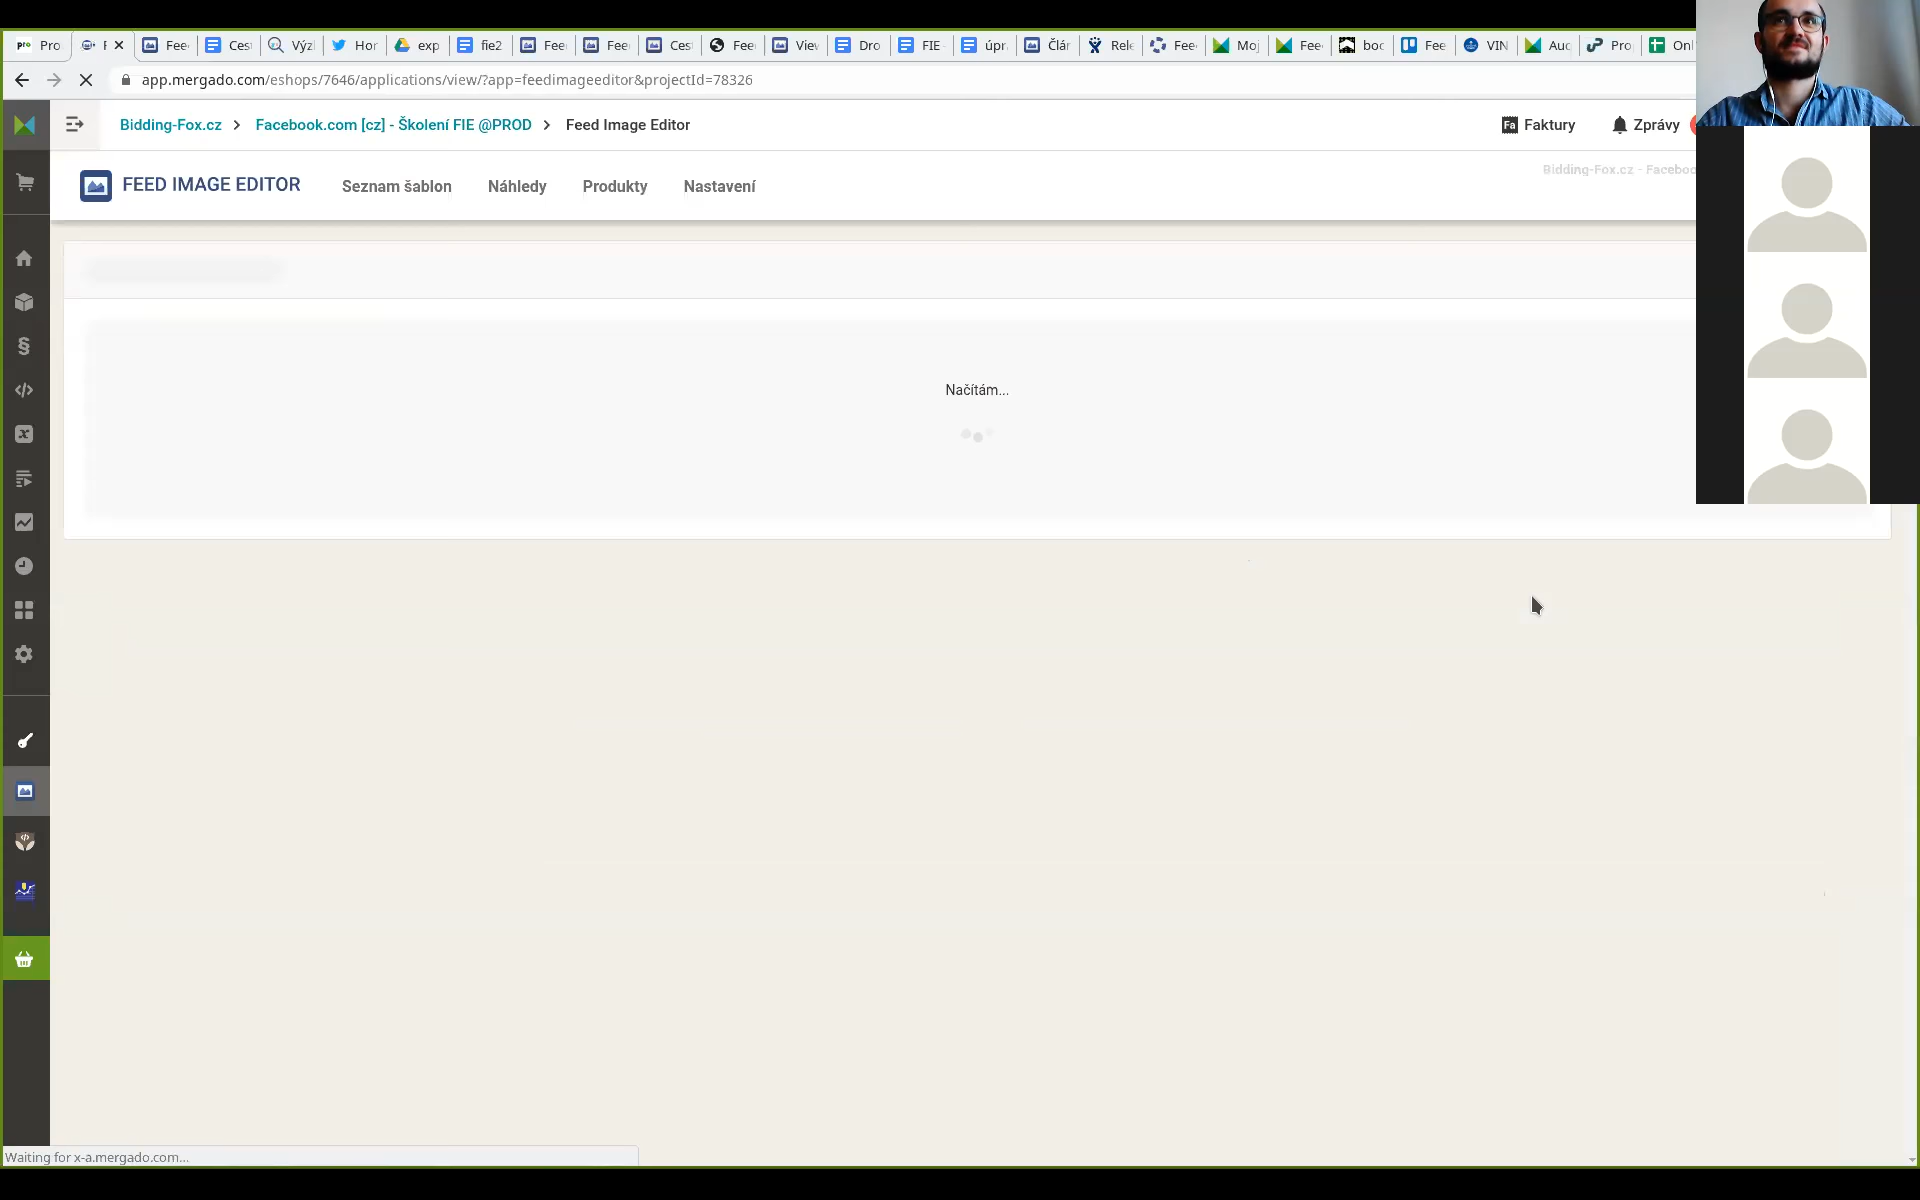 Pro
F
Fee
Ces
Výz
Hor
exp
fie2
Fee
Fee
Ces
Fee
View
Dro
FIE
úpr
Člár
Rele
Fee
Moj
Fee
boc
Fee
VIN
Auc
Pro
Onl
app.mergado.com/eshops/7646/applications/view/?app=feedimageeditor&projectId=78326
Bidding-Fox.cz > Facebook.com [cz] - Školení FIE @PROD > Feed Image Editor
Fa Faktury
Zprávy
Bidding-Fox.cz - Faceboo
FEED IMAGE EDITOR
Seznam šablon
Náhledy
Produkty
Nastavení
Načítám...
Waiting for x-a.mergado.com...